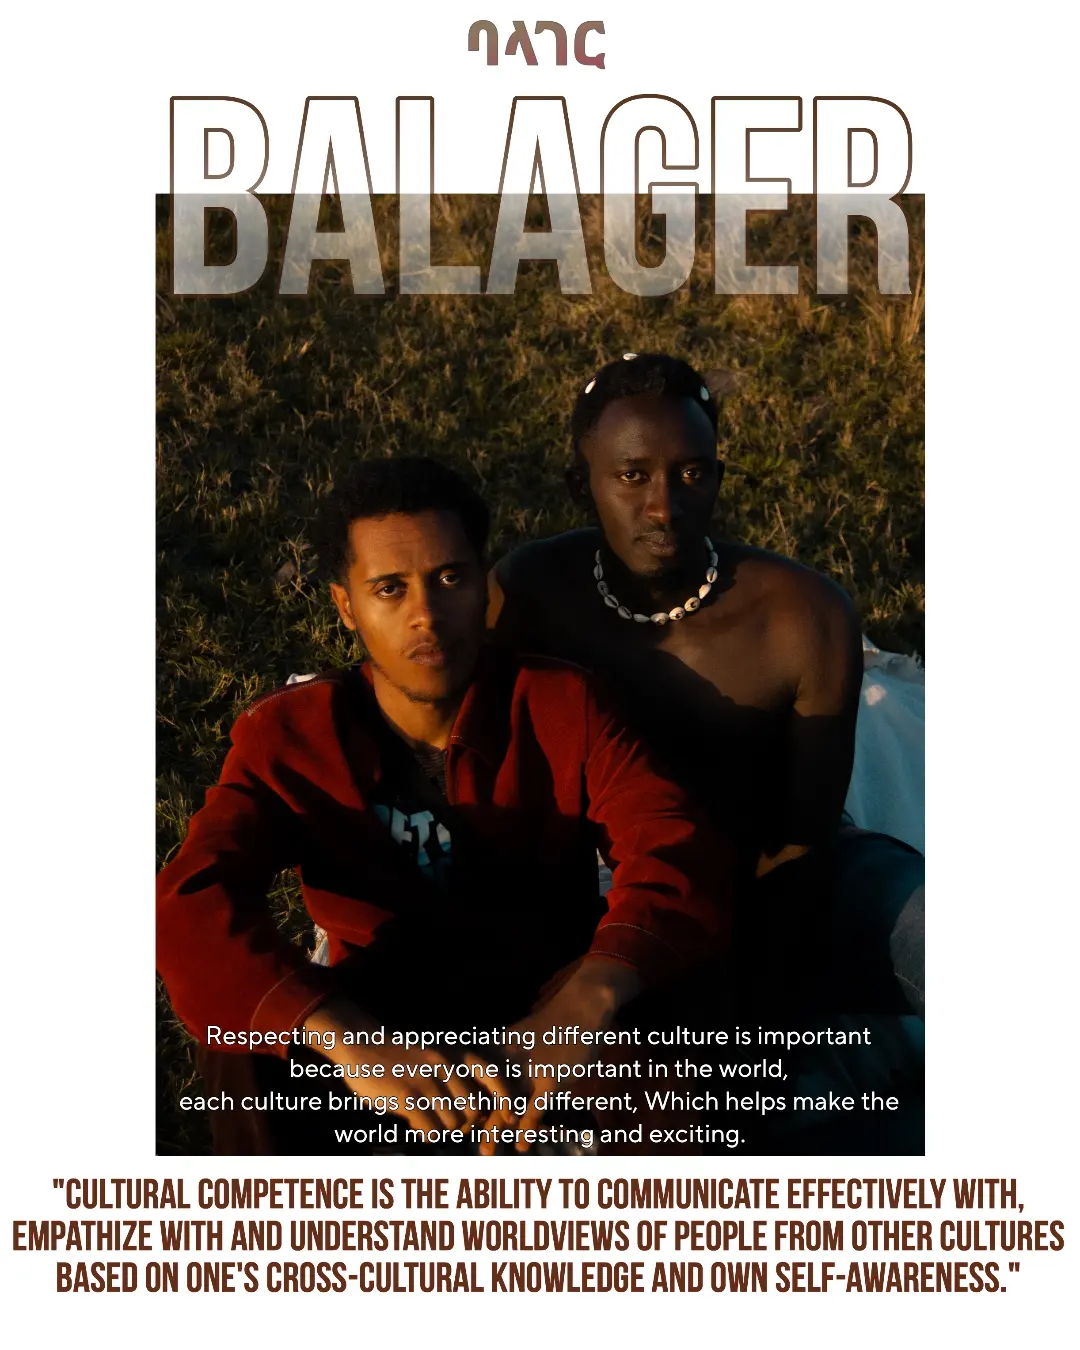 ባላገር
BALAGER
Respecting and appreciating different culture is important
because everyone is important in the world,
each culture brings something different, Which helps make the
world more interesting and exciting.
"CULTURAL COMPETENCE IS THE ABILITY TO COMMUNICATE EFFECTIVELY WITH,
EMPATHIZE WITH AND UNDERSTAND WORLDVIEWS OF PEOPLE FROM OTHER CULTURES
BASED ON ONE'S CROSS-CULTURAL KNOWLEDGE AND OWN SELF-AWARENESS."